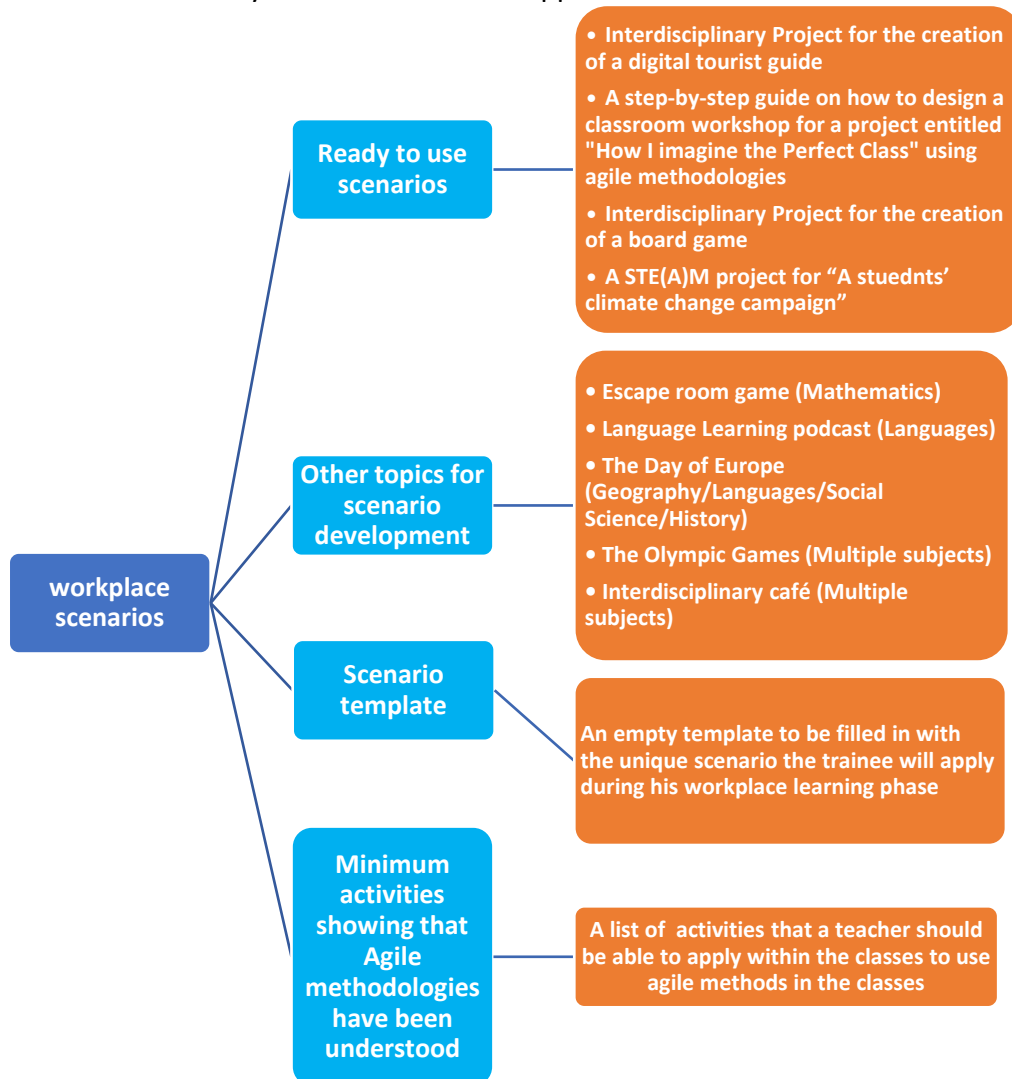 • Interdisciplinary Project for the creation
of a digital tourist guide
• A step-by-step guide on how to design a
classroom workshop for a project entitled
"How I imagine the Perfect Class" using
agile methodologies
• Interdisciplinary Project for the creation
of a board game
• A STE(A)M project for “A stuednts’
climate change campaign”
Ready to use
scenarios
• Escape room game (Mathematics)
• Language Learning podcast (Languages)
• The Day of Europe
(Geography/Languages/Social
Science/History)
• The Olympic Games (Multiple subjects)
• Interdisciplinary café (Multiple
subjects)
Other topics for
scenario
development
workplace
scenarios
Scenario
template
An empty template to be filled in with
the unique scenario the trainee will apply
during his workplace learning phase
Minimum
activities
showing that
Agile
methodologies
have been
understood
A list of activities that a teacher should
be able to apply within the classes to use
agile methods in the classes